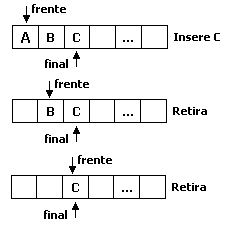 frente
A B C ... Insere C
final
frente
B C ... Retira
final
frente
C ... Retira
final